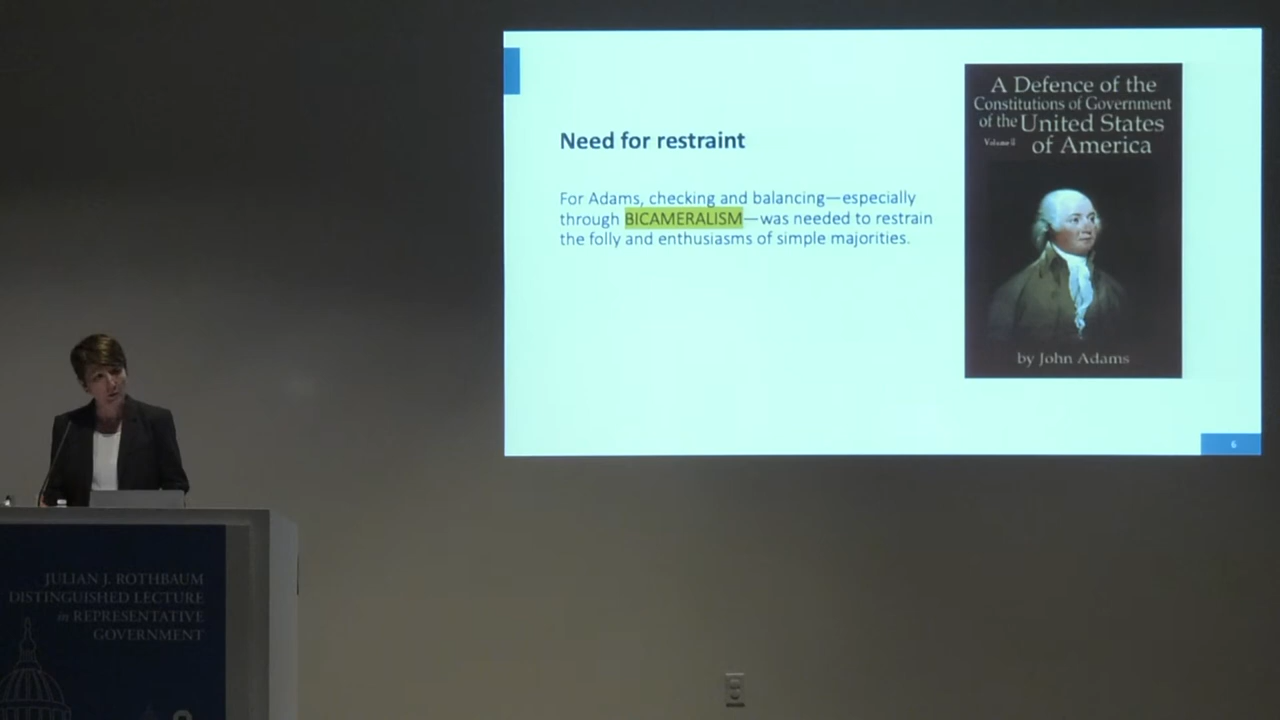 Need for restraint
For Adams, checking and balancing—especially
through BICAMERALISM—was needed to restrain
the folly and enthusiasms of simple majorities.
A Defence of the
Constitutions of Government
of the United States
Volume II
of America
by John Adams
6
JULIAN J. ROTHBAUM
DISTINGUISHED LECTURE
in REPRESENTATIVE
GOVERNMENT